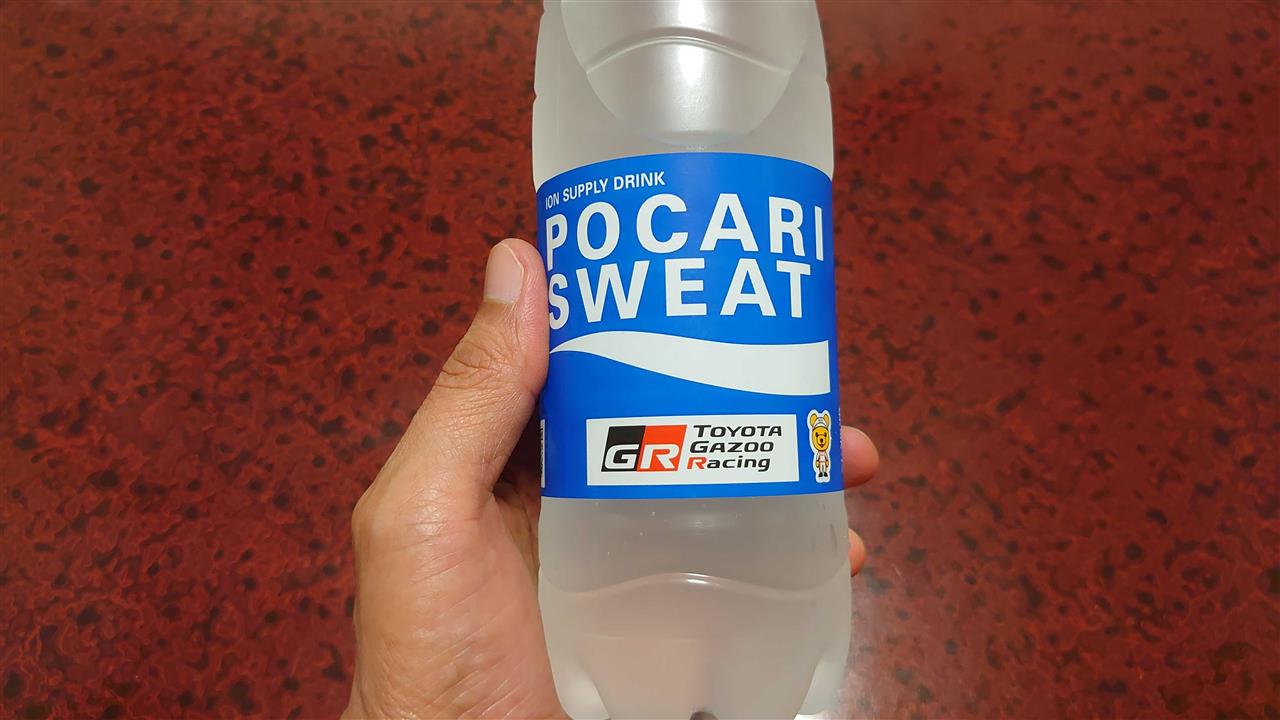 ION SUPPLY DRINK
POCARI
SWEAT
GR
TOYOTA
GAZOO
Racing